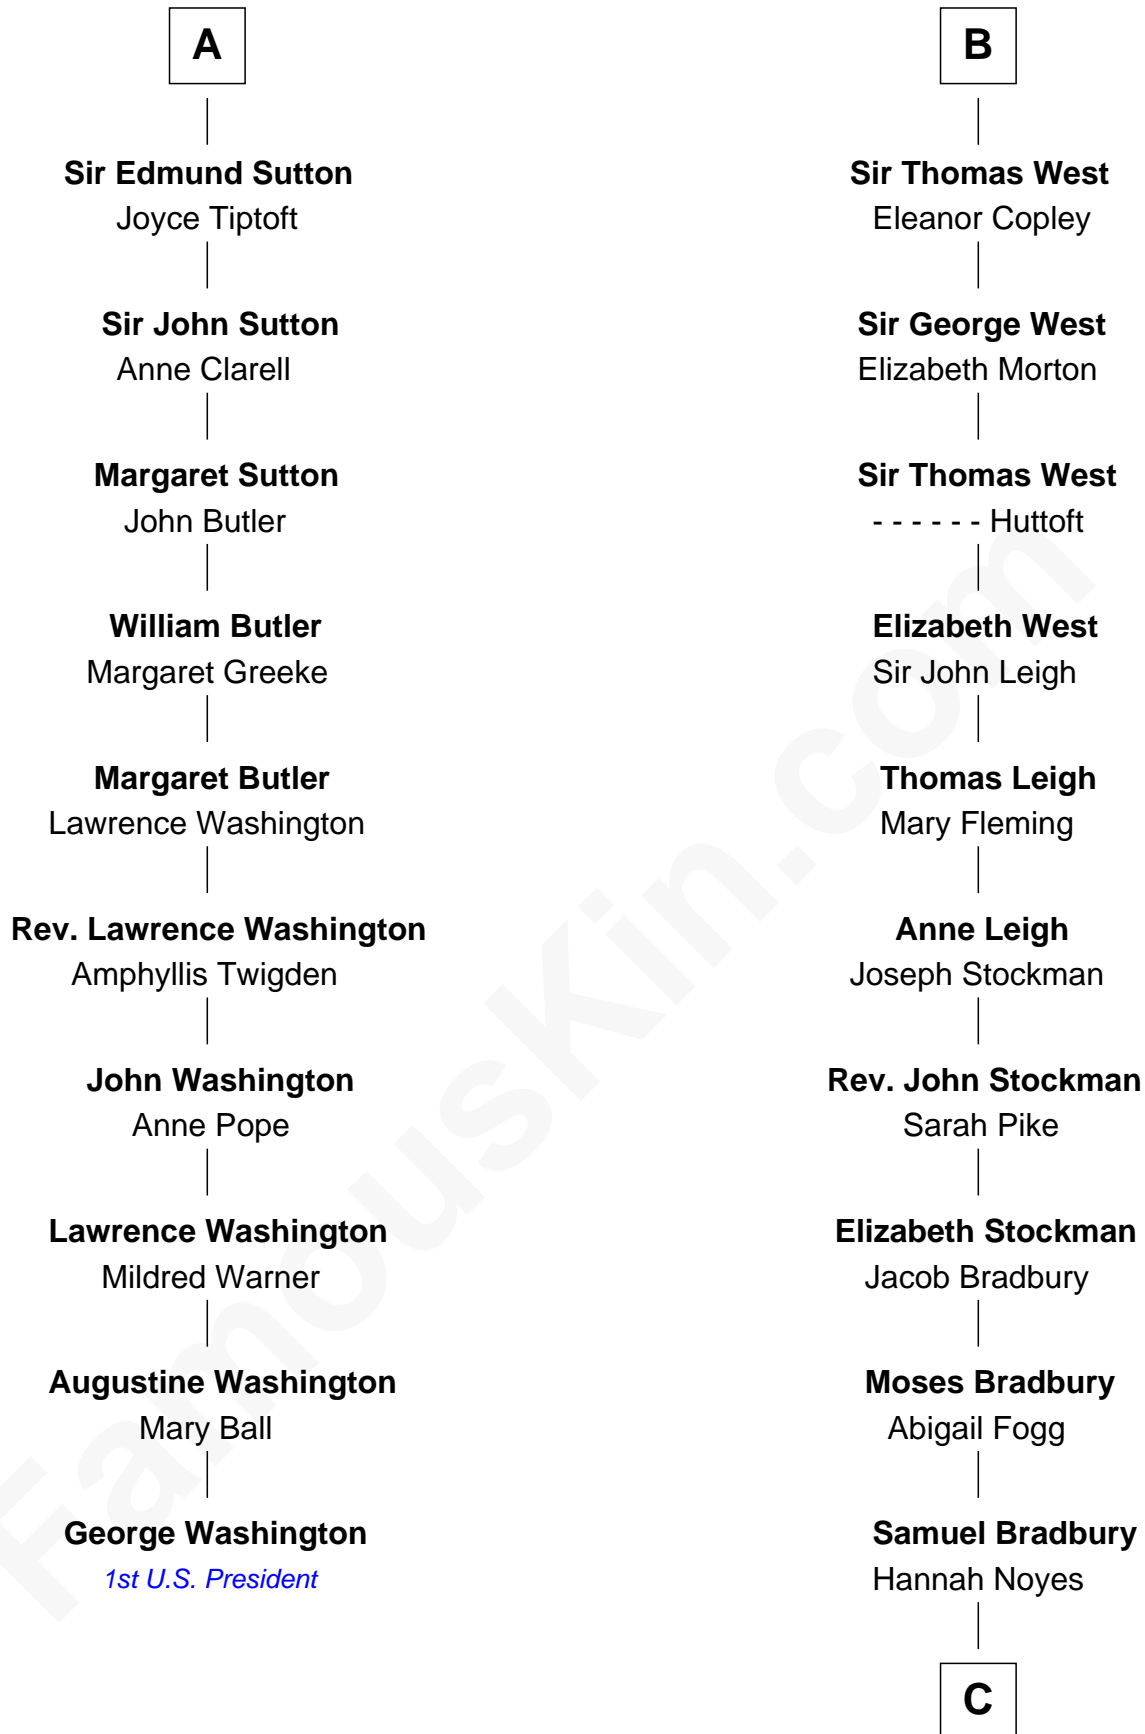 A
Sir Edmund Sutton
Joyce Tiptoft
Sir John Sutton
Anne Clarell
Margaret Sutton
John Butler
William Butler
Margaret Greeke
Margaret Butler
Lawrence Washington
Rev. Lawrence Washington
Amphyllis Twigden
John Washington
Anne Pope
Lawrence Washington
Mildred Warner
Augustine Washington
Mary Ball
George Washington
1st U.S. President
B
Sir Thomas West
Eleanor Copley
Sir George West
Elizabeth Morton
Sir Thomas West
- - - - - - Huttoft
Elizabeth West
Sir John Leigh
Thomas Leigh
Mary Fleming
Anne Leigh
Joseph Stockman
Rev. John Stockman
Sarah Pike
Elizabeth Stockman
Jacob Bradbury
Moses Bradbury
Abigail Fogg
Samuel Bradbury
Hannah Noyes
C
FamousKin.com